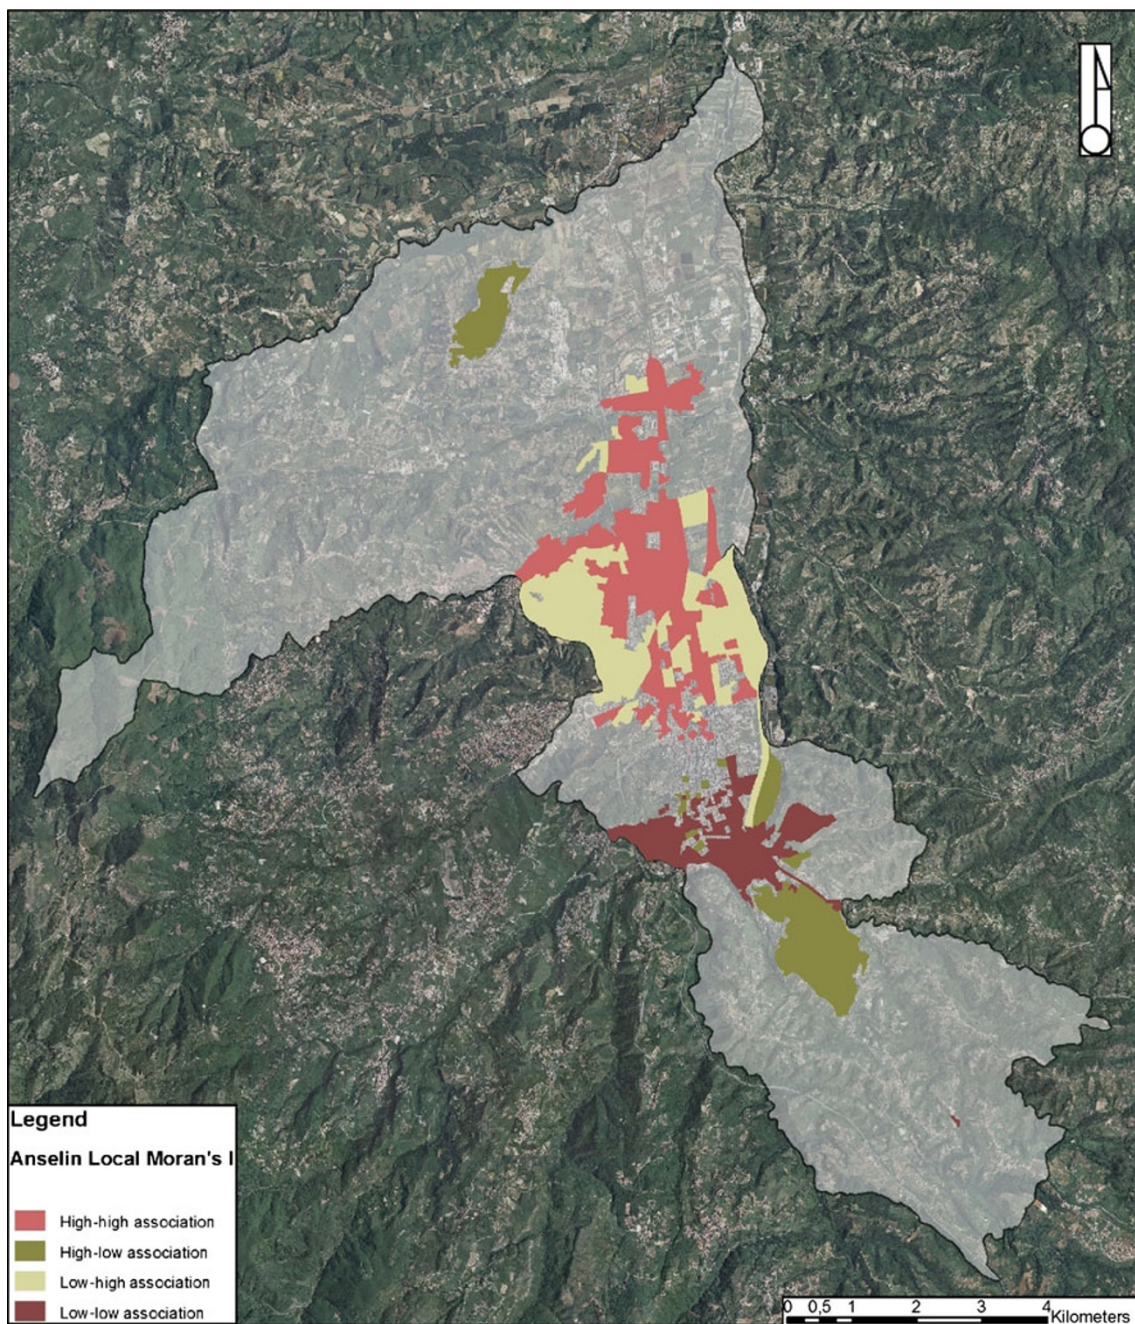 Legend
Anselin Local Moran's I
High-high association
High-low association
Low-high association
Low-low association
0 0,5 1 2 3 4
Kilometers